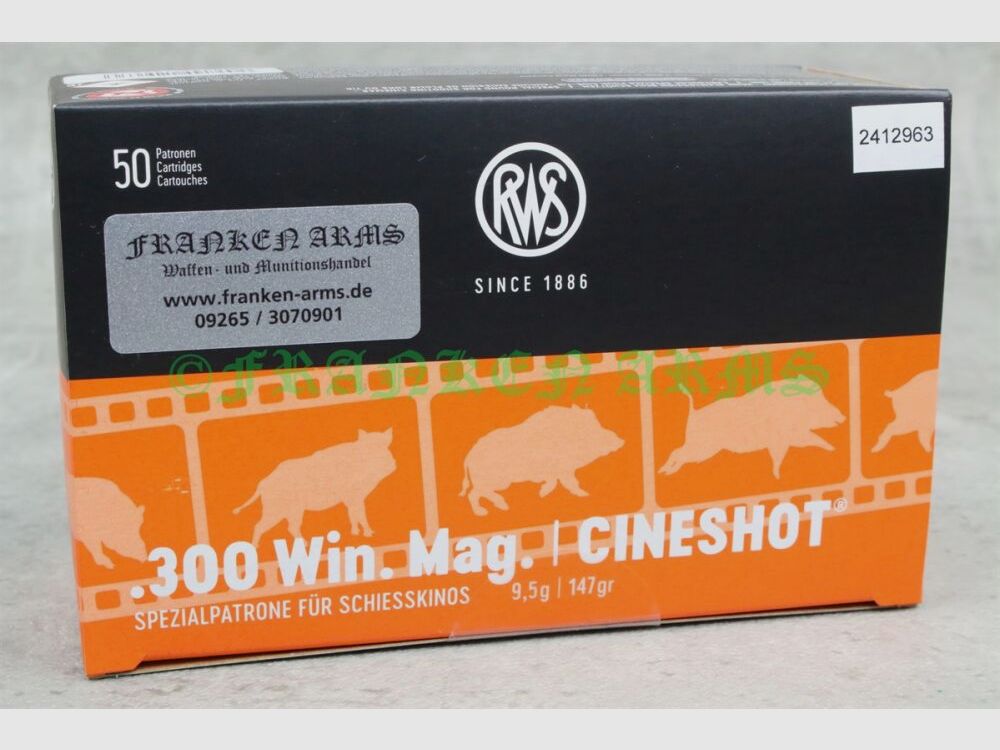 50 Patronen
Cartridges
Cartouches
2412963
RWS
SINCE 1886
FRANKEN ARMS
Waffen- und Munitionshandel
www.franken-arms.de
09265 / 3070901
©FRANKEN ARMS
.300 Win. Mag. | CINESHOT®
SPEZIALPATRONE FÜR SCHIESSKINOS 9,5g | 147gr